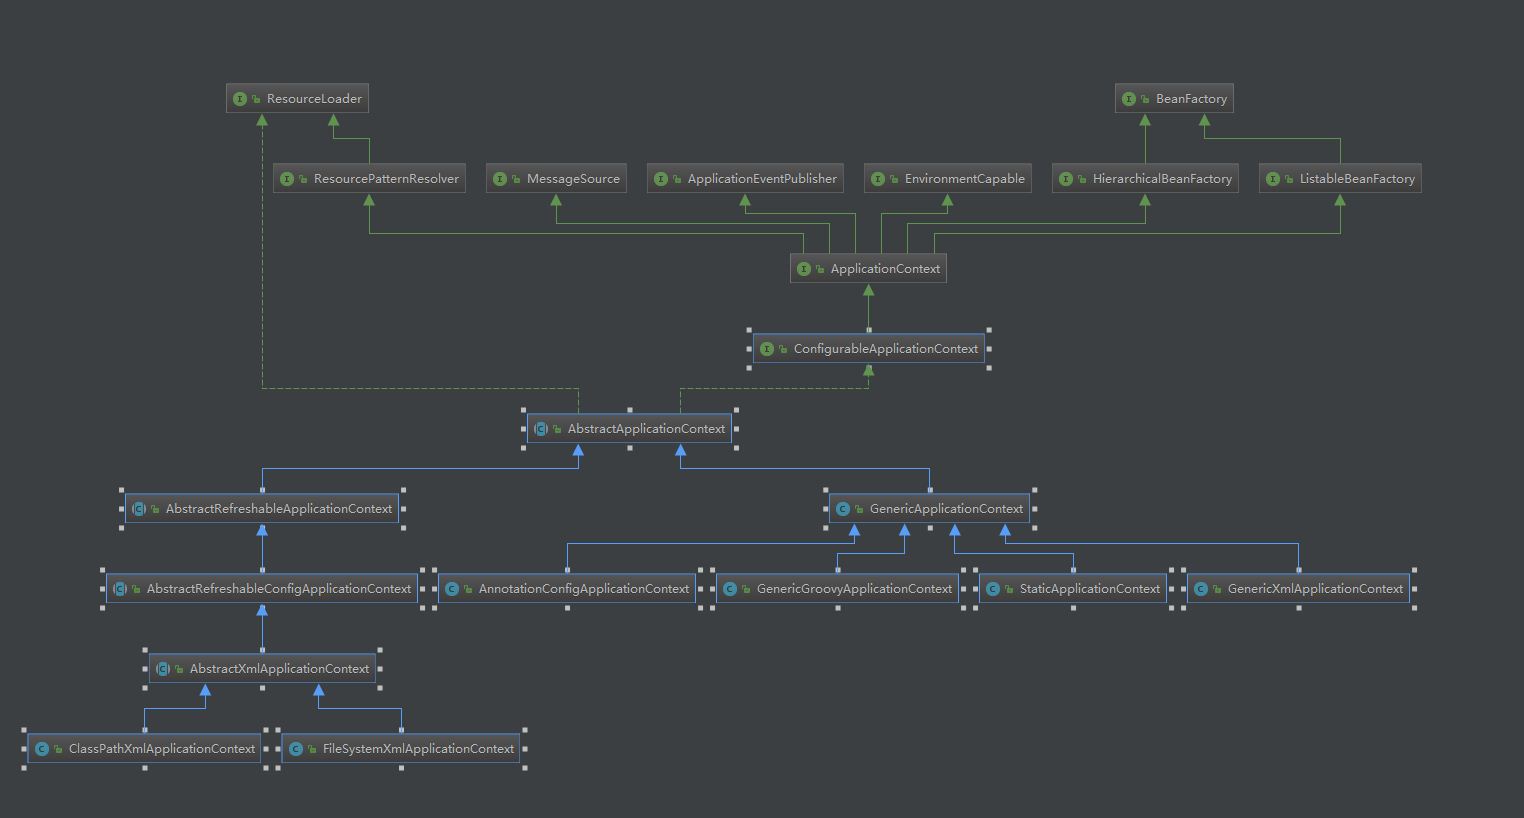 ResourceLoader
BeanFactory
ResourcePatternResolver
MessageSource
ApplicationEventPublisher
EnvironmentCapable
HierarchicalBeanFactory
ListableBeanFactory
ApplicationContext
ConfigurableApplicationContext
AbstractApplicationContext
AbstractRefreshableApplicationContext
GenericApplicationContext
AbstractRefreshableConfigApplicationContext
AnnotationConfigApplicationContext
GenericGroovyApplicationContext
StaticApplicationContext
GenericXmlApplicationContext
AbstractXmlApplicationContext
ClassPathXmlApplicationContext
FileSystemXmlApplicationContext